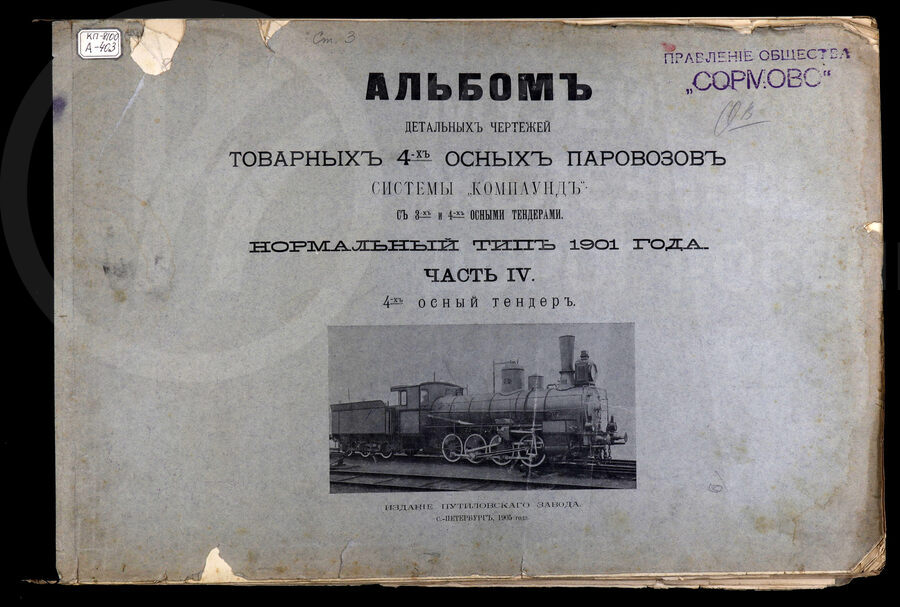 КП-8100
А-463
Ст. 3
ПРАВЛЕНІЕ ОБЩЕСТВА
„СОРМОВО“
АЛЬБОМЪ
ДЕТАЛЬНЫХЪ ЧЕРТЕЖЕЙ
ТОВАРНЫХЪ 4-хъ ОСНЫХЪ ПАРОВОЗОВЪ
СИСТЕМЫ „КОМПАУНДЪ“
СЪ 3-хъ и 4-хъ ОСНЫМИ ТЕНДЕРАМИ.
НОРМАЛЬНЫЙ ТИПЪ 1901 ГОДА.
ЧАСТЬ IV.
4-хъ осный тендеръ.
ИЗДАНІЕ ПУТИЛОВСКАГО ЗАВОДА.
С.-ПЕТЕРБУРГЪ, 1905 года.